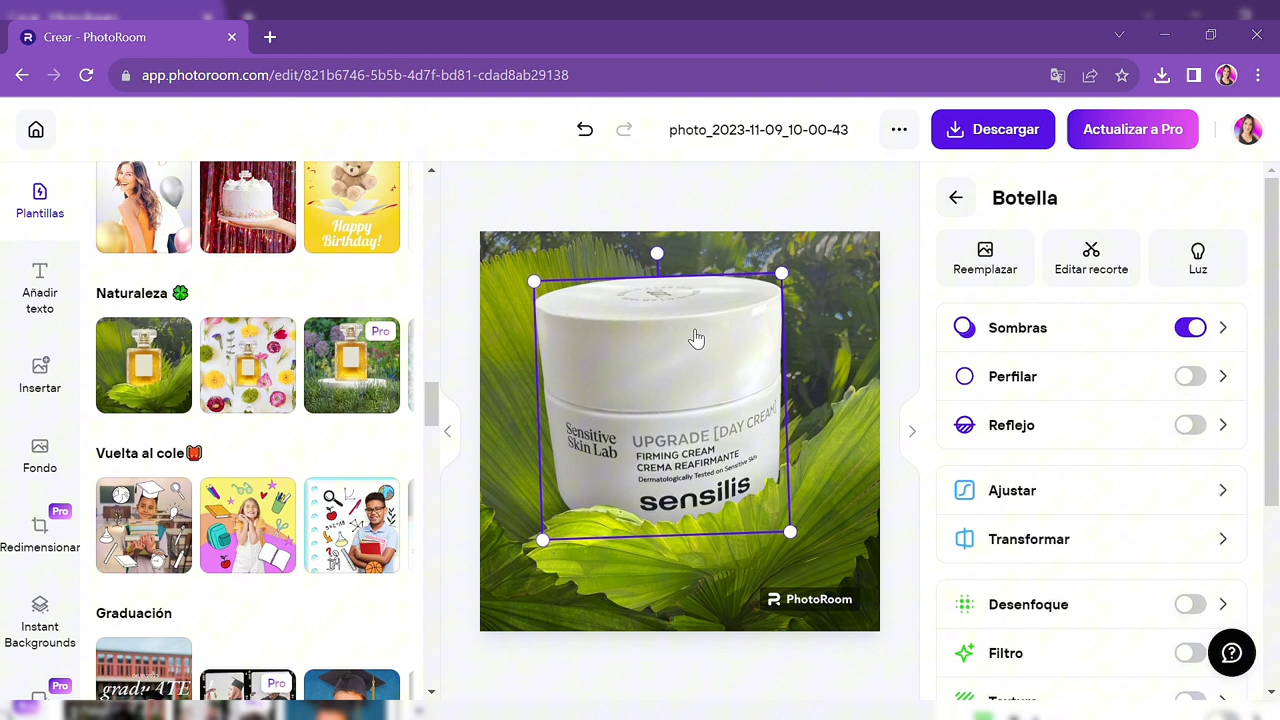 Crear - PhotoRoom
app.photoroom.com/edit/821b6746-5b5b-4d7f-bd81-cdad8ab29138
photo_2023-11-09_10-00-43
Descargar
Actualizar a Pro
Plantillas
Añadir
texto
Insertar
Fondo
Pro
Redimensionar
Instant
Backgrounds
Pro
Happy
Birthday!
Naturaleza
Pro
Vuelta al cole
Graduación
graduATE
Pro
Sensitive
Skin Lab
UPGRADE [DAY CREAM]
FIRMING CREAM
CREMA REAFIRMANTE
Dermatologically Tested on Sensitive Skin
sensilis
PhotoRoom
Botella
Reemplazar
Editar recorte
Luz
Sombras
Perfilar
Reflejo
Ajustar
Transformar
Desenfoque
Filtro